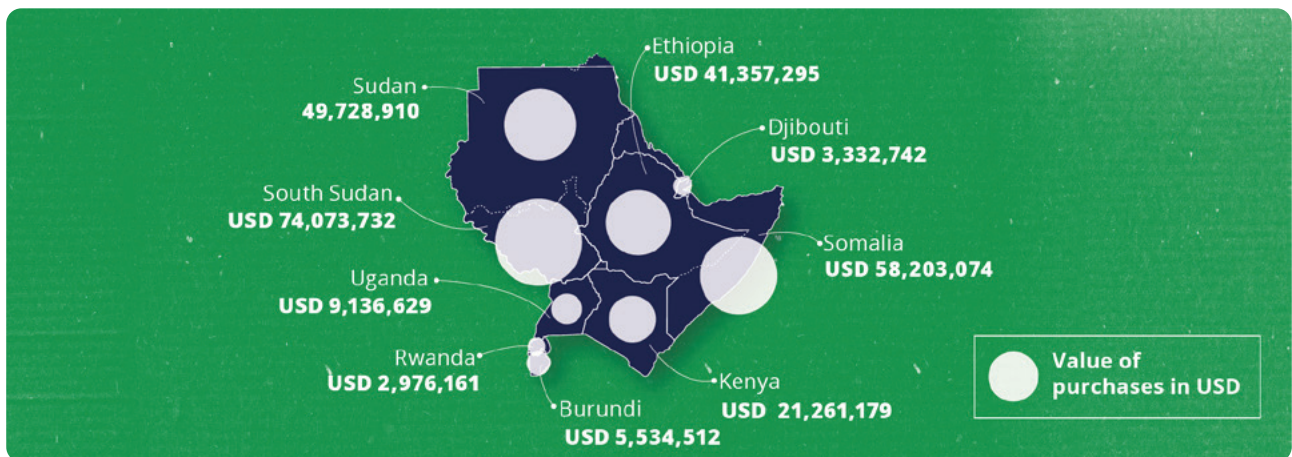 Ethiopia
USD 41,357,295
Sudan
49,728,910
Djibouti
USD 3,332,742
South Sudan
USD 74,073,732
Somalia
USD 58,203,074
Uganda
USD 9,136,629
Rwanda
USD 2,976,161
Kenya
USD 21,261,179
Burundi
USD 5,534,512
Value of
purchases in USD